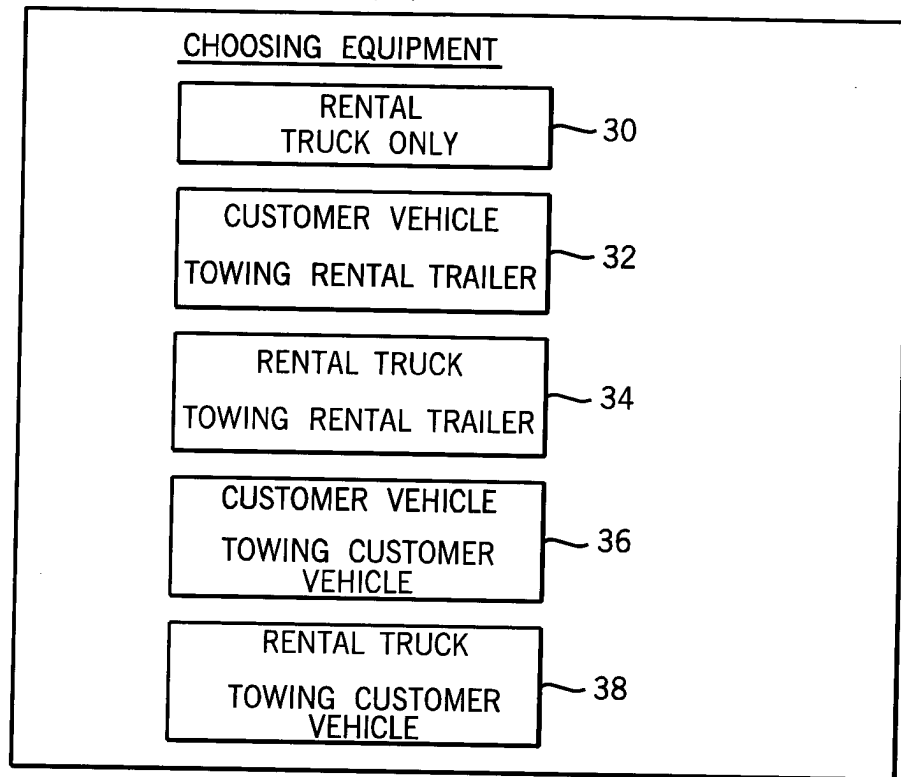 CHOOSING EQUIPMENT
RENTAL
TRUCK ONLY
30
CUSTOMER VEHICLE
TOWING RENTAL TRAILER
32
RENTAL TRUCK
TOWING RENTAL TRAILER
34
CUSTOMER VEHICLE
TOWING CUSTOMER
VEHICLE
36
RENTAL TRUCK
TOWING CUSTOMER
VEHICLE
38